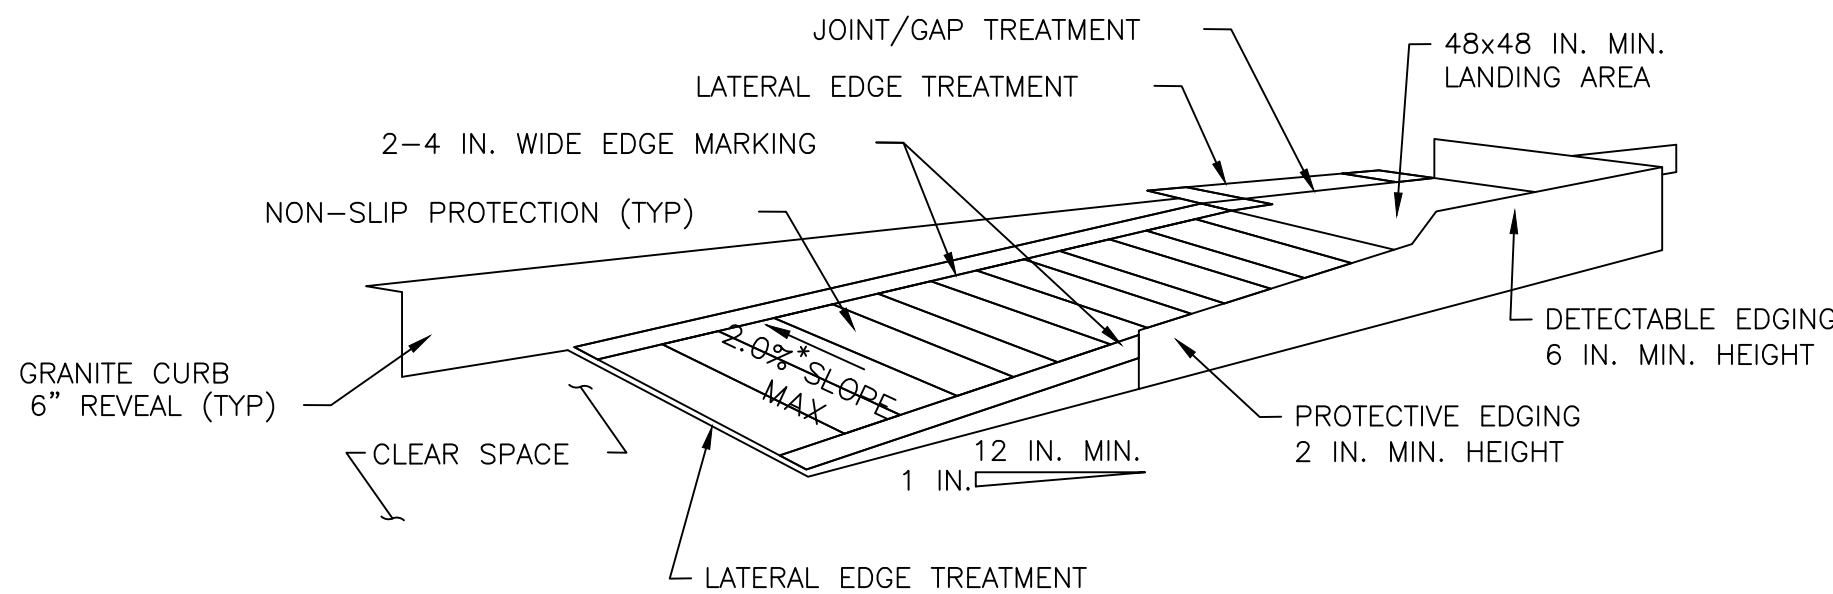 JOINT/GAP TREATMENT
48x48 IN. MIN.
LANDING AREA
LATERAL EDGE TREATMENT
2-4 IN. WIDE EDGE MARKING
NON-SLIP PROTECTION (TYP)
DETECTABLE EDGING
6 IN. MIN. HEIGHT
2.0%*SLOPE
MAX
GRANITE CURB
6" REVEAL (TYP)
PROTECTIVE EDGING
2 IN. MIN. HEIGHT
CLEAR SPACE
12 IN. MIN.
1 IN.
LATERAL EDGE TREATMENT